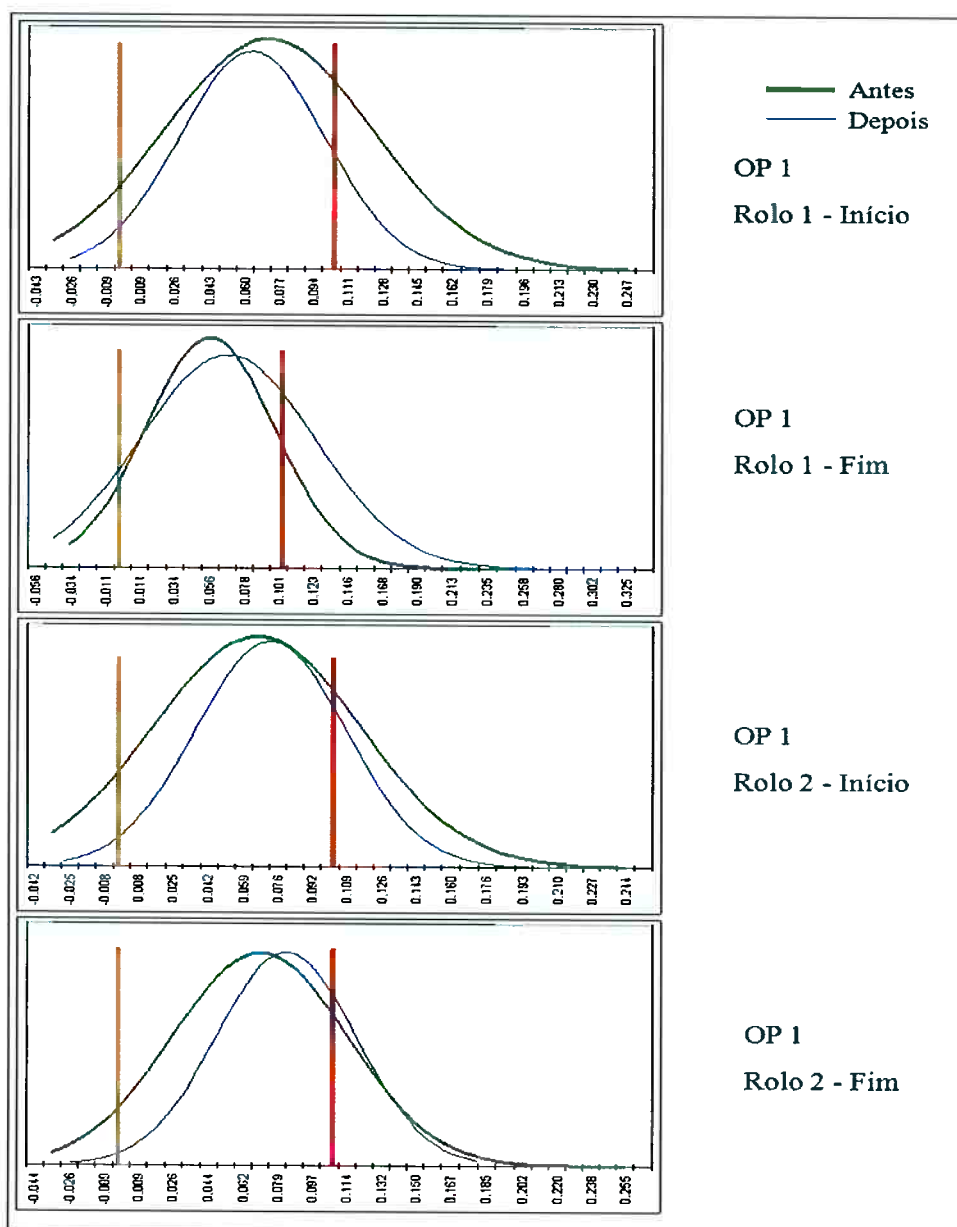 Antes
Depois
OP 1
Rolo 1 - Início
-0.043 -0.026 -0.009 0.009 0.026 0.043 0.060 0.077 0.094 0.111 0.128 0.145 0.162 0.179 0.196 0.213 0.230 0.247
OP 1
Rolo 1 - Fim
-0.056 -0.034 -0.011 0.011 0.034 0.056 0.078 0.101 0.123 0.146 0.168 0.190 0.213 0.235 0.258 0.280 0.302 0.325
OP 1
Rolo 2 - Início
-0.042 -0.025 -0.008 0.008 0.025 0.042 0.059 0.076 0.092 0.109 0.126 0.143 0.160 0.176 0.193 0.210 0.227 0.244
OP 1
Rolo 2 - Fim
-0.044 -0.026 -0.009 0.009 0.026 0.044 0.062 0.079 0.097 0.114 0.132 0.150 0.167 0.185 0.202 0.220 0.238 0.255